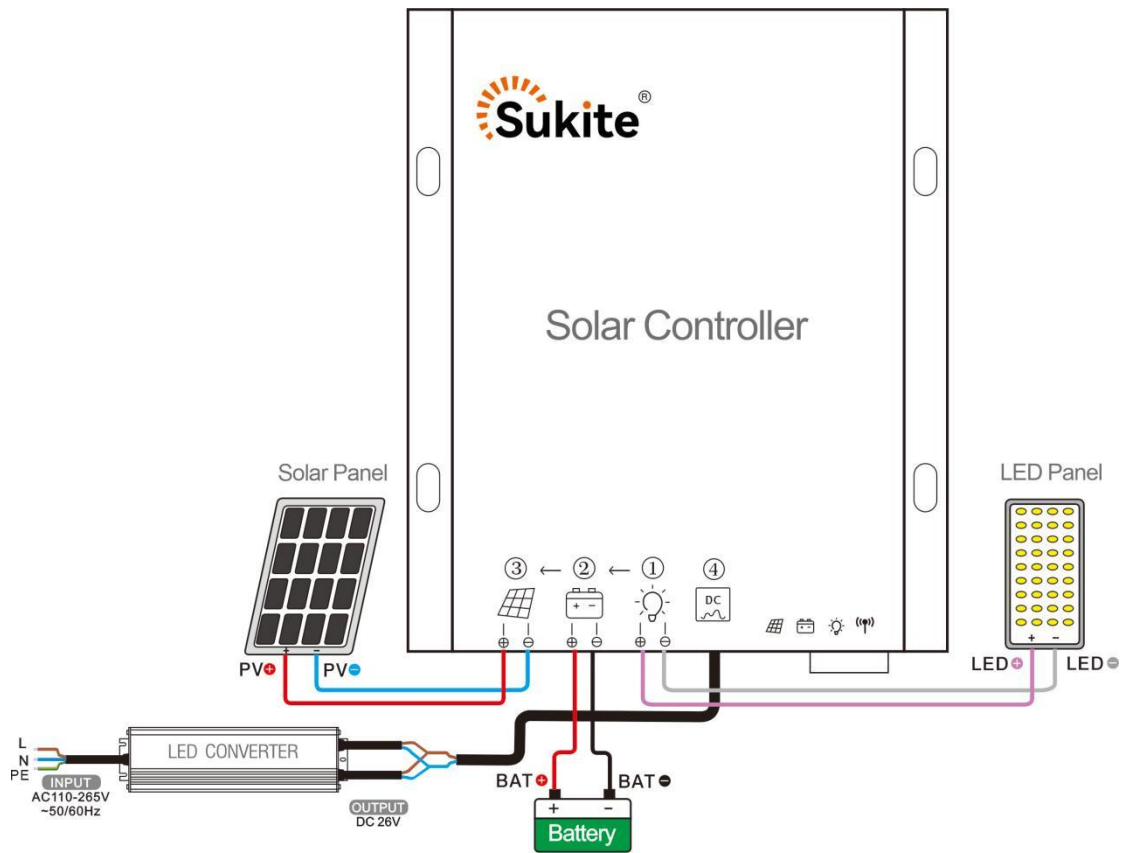 Sukite®
Solar Controller
Solar Panel
LED Panel
③ ← ② ← ① ④
+ −
DC
⊕ ⊖ ⊕ ⊖ ⊕ ⊖
+ −
+ −
PV⊕ PV⊖
LED⊕ LED⊖
L
N
PE
LED CONVERTER
INPUT
AC110-265V
~50/60Hz
OUTPUT
DC 26V
BAT⊕ BAT⊖
+ −
Battery